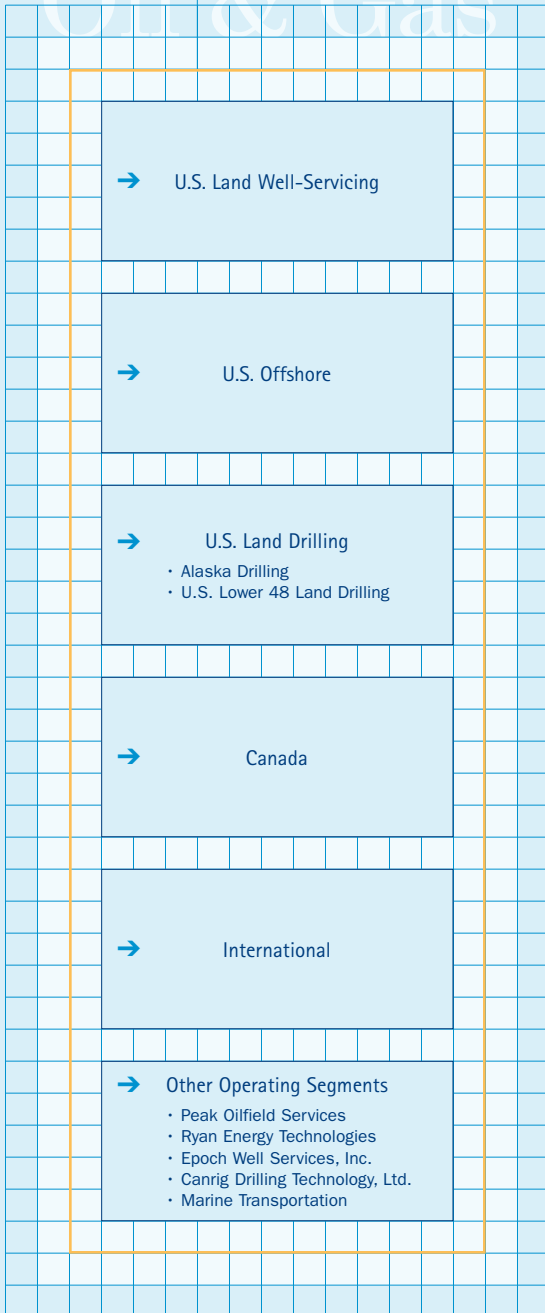 Oil & Gas
➔ U.S. Land Well-Servicing
➔ U.S. Offshore
➔ U.S. Land Drilling
• Alaska Drilling
• U.S. Lower 48 Land Drilling
➔ Canada
➔ International
➔ Other Operating Segments
• Peak Oilfield Services
• Ryan Energy Technologies
• Epoch Well Services, Inc.
• Canrig Drilling Technology, Ltd.
• Marine Transportation